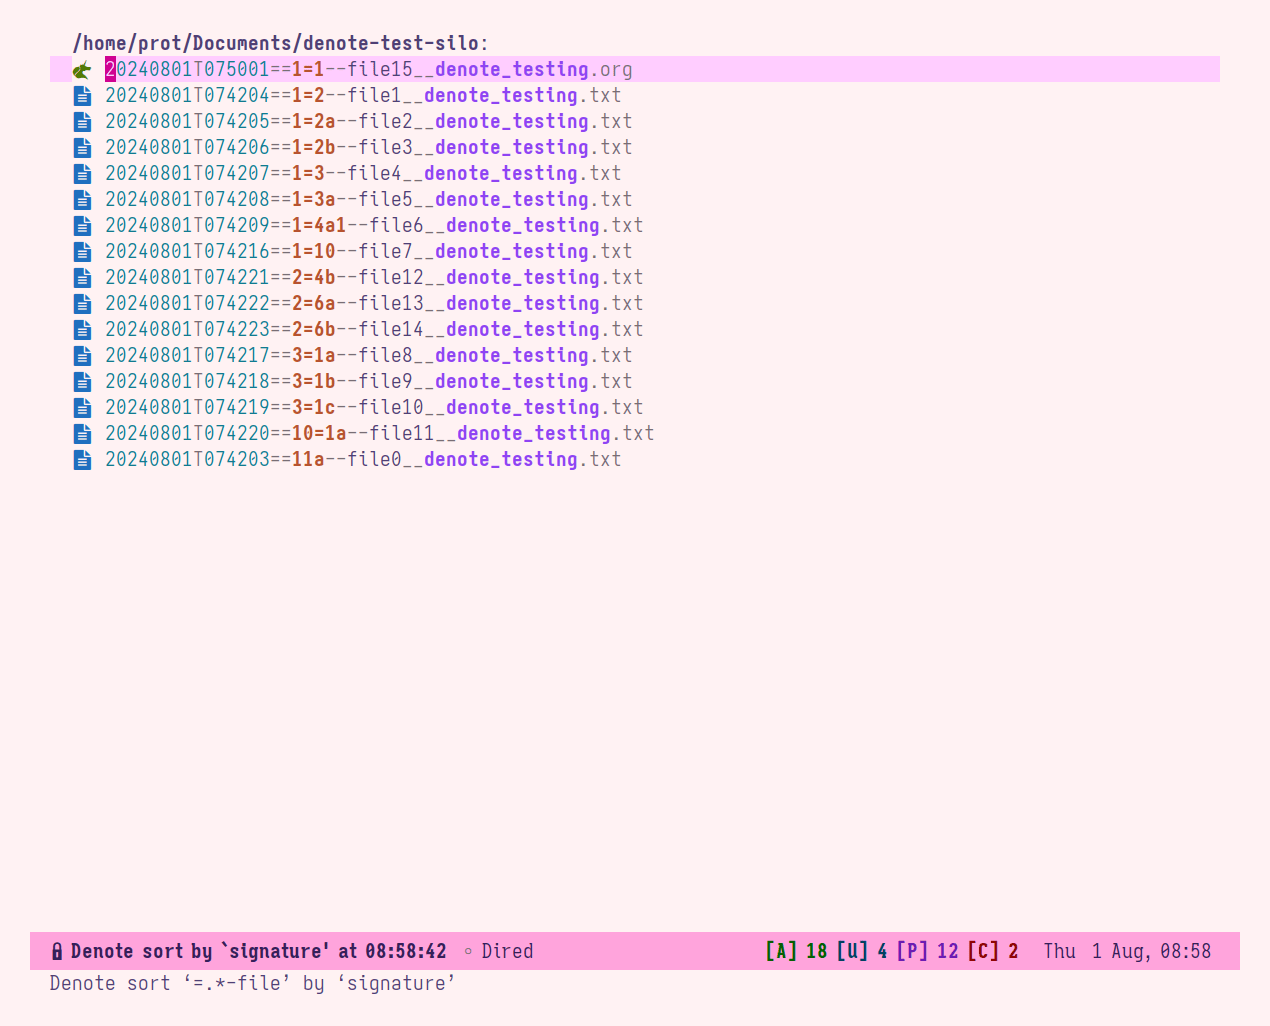 /home/prot/Documents/denote-test-silo:
20240801T075001==1=1--file15__denote_testing.org
20240801T074204==1=2--file1__denote_testing.txt
20240801T074205==1=2a--file2__denote_testing.txt
20240801T074206==1=2b--file3__denote_testing.txt
20240801T074207==1=3--file4__denote_testing.txt
20240801T074208==1=3a--file5__denote_testing.txt
20240801T074209==1=4a1--file6__denote_testing.txt
20240801T074216==1=10--file7__denote_testing.txt
20240801T074221==2=4b--file12__denote_testing.txt
20240801T074222==2=6a--file13__denote_testing.txt
20240801T074223==2=6b--file14__denote_testing.txt
20240801T074217==3=1a--file8__denote_testing.txt
20240801T074218==3=1b--file9__denote_testing.txt
20240801T074219==3=1c--file10__denote_testing.txt
20240801T074220==10=1a--file11__denote_testing.txt
20240801T074203==11a--file0__denote_testing.txt
Denote sort by `signature' at 08:58:42 ◦ Dired [A] 18 [U] 4 [P] 12 [C] 2 Thu 1 Aug, 08:58
Denote sort ‘=.*-file’ by ‘signature’